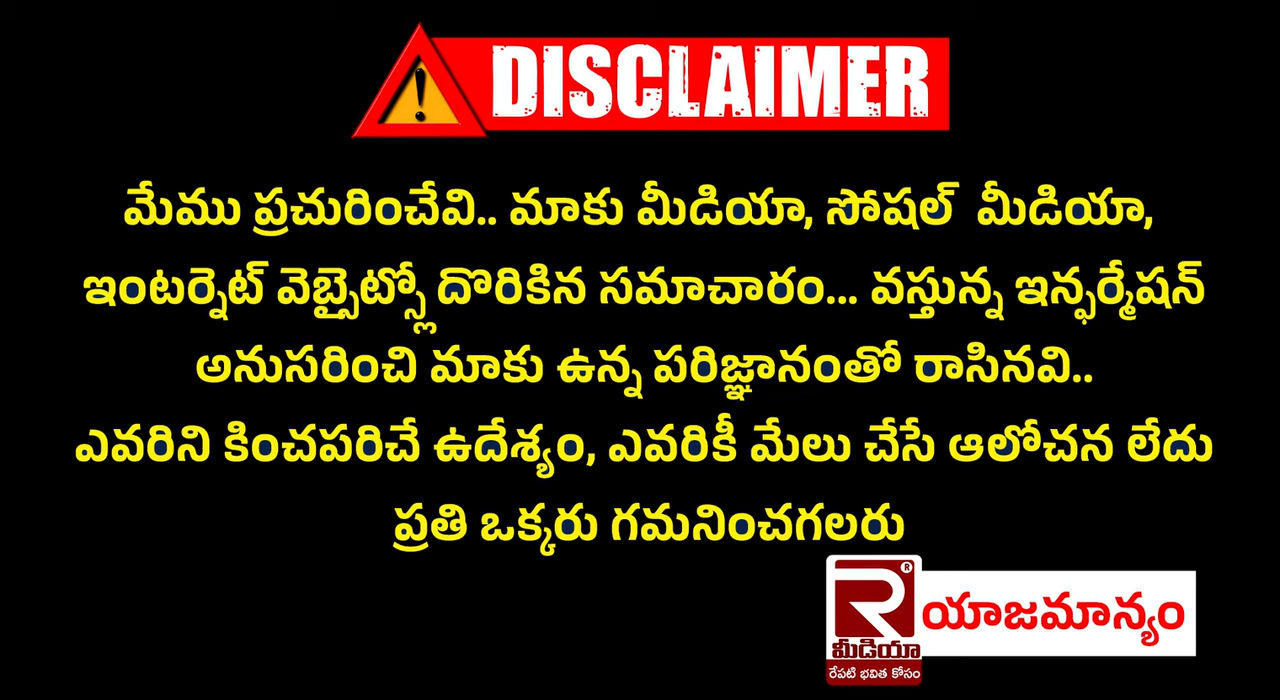 DISCLAIMER
మేము ప్రచురించేవి.. మాకు మీడియా, సోషల్ మీడియా,
ఇంటర్నెట్ వెబ్సైట్స్లో దొరికిన సమాచారం... వస్తున్న ఇన్ఫర్మేషన్
అనుసరించి మాకు ఉన్న పరిజ్ఞానంతో రాసినవి..
ఎవరిని కించపరిచే ఉదేశ్యం, ఎవరికీ మేలు చేసే ఆలోచన లేదు
ప్రతి ఒక్కరు గమనించగలరు
R ®
యాజమాన్యం
మీడియా
రేపటి భవిత కోసం